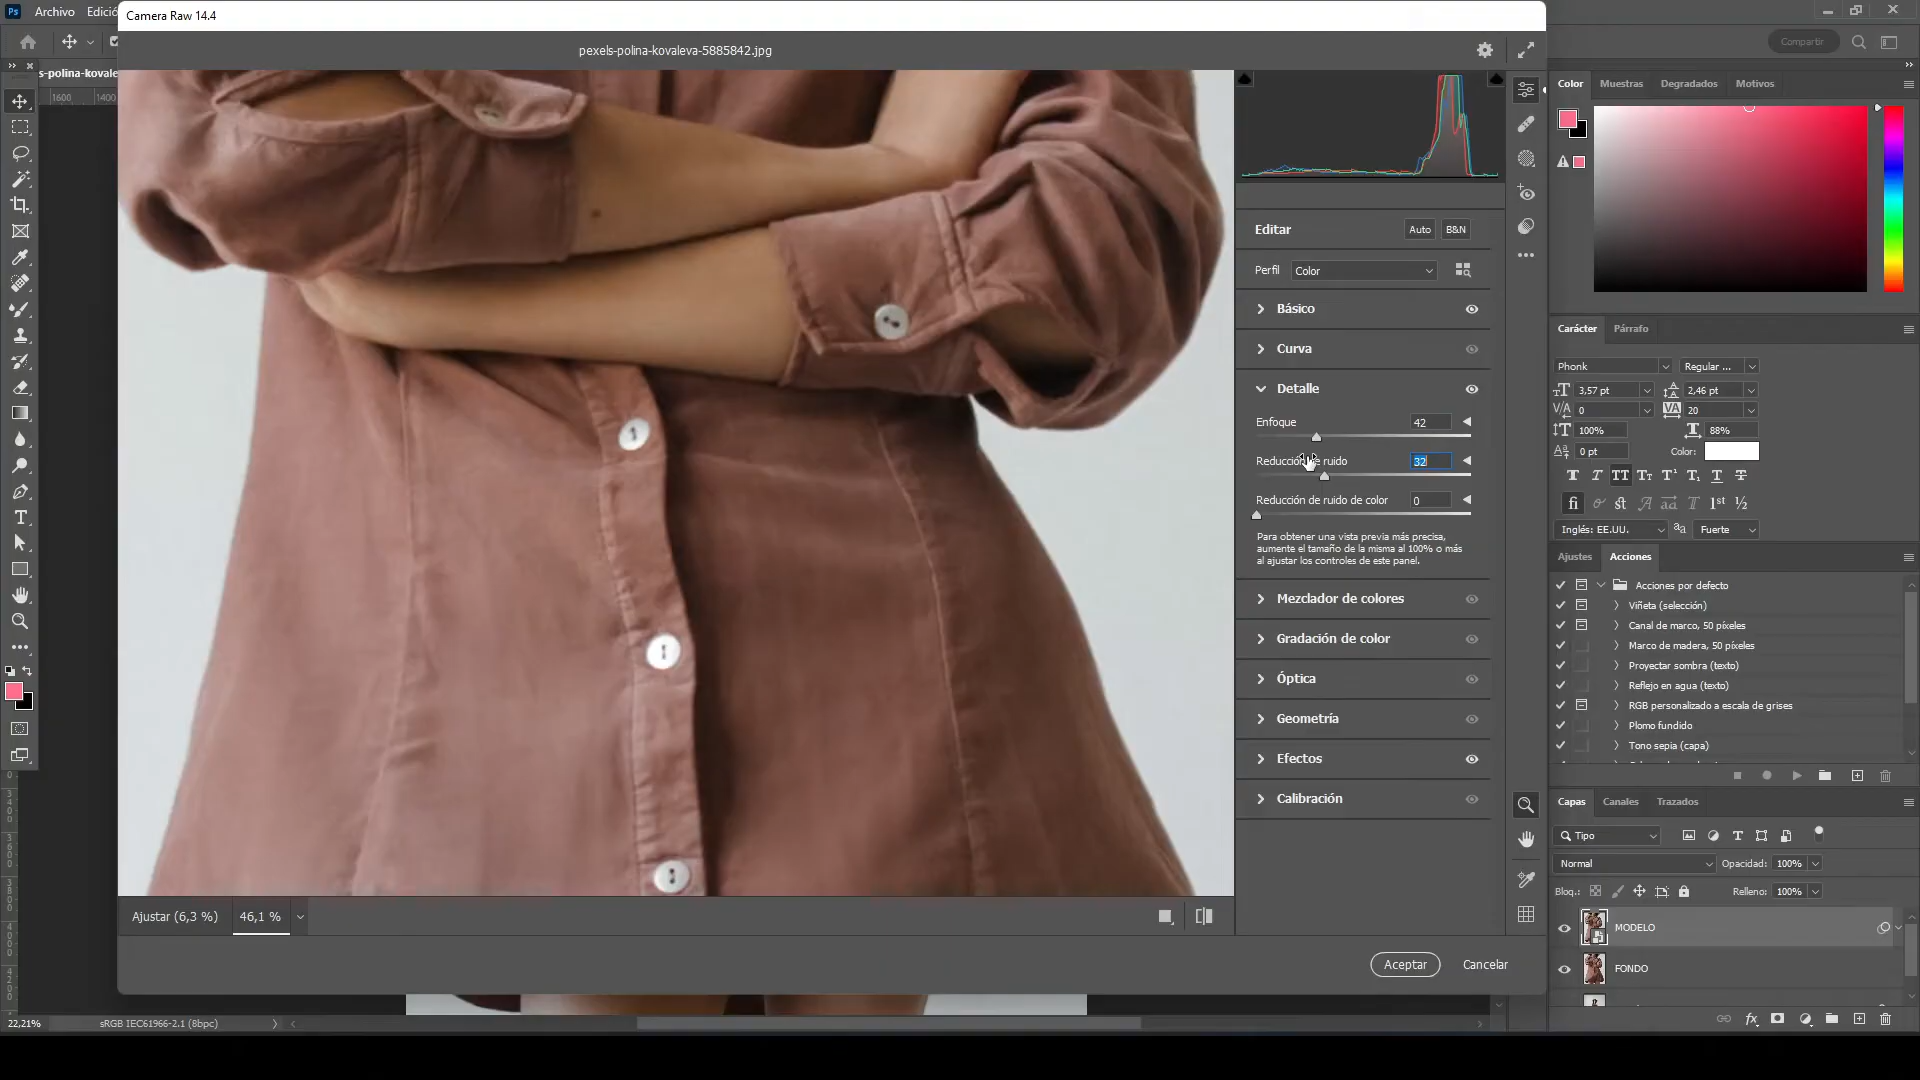 Camera Raw 14.4
Ps Archivo Edició
pexels-polina-kovaleva-5885842.jpg
Compartir
s-polina-kovale
1600 1400
Color Muestras Degradados Motivos
Editar Auto B&N
Perfil Color
Básico
Curva
Detalle
Enfoque 42
Reducción de ruido 32
Reducción de ruido de color 0
Para obtener una vista previa más precisa,
aumente el tamaño de la misma al 100% o más
al ajustar los controles de este panel.
Mezclador de colores
Gradación de color
Óptica
Geometría
Efectos
Calibración
Ajustar (6,3 %) 46,1 %
Aceptar Cancelar
Carácter Párrafo
Phonk Regular ...
3,57 pt 2,46 pt
0 20
100% 88%
0 pt Color:
Inglés: EE.UU. aa Fuerte
Ajustes Acciones
Acciones por defecto
Viñeta (selección)
Canal de marco, 50 píxeles
Marco de madera, 50 píxeles
Proyectar sombra (texto)
Reflejo en agua (texto)
RGB personalizado a escala de grises
Plomo fundido
Tono sepia (capa)
Capas Canales Trazados
Tipo
Normal Opacidad: 100%
Bloq.: Relleno: 100%
MODELO
FONDO
22,21% sRGB IEC61966-2.1 (8bpc)